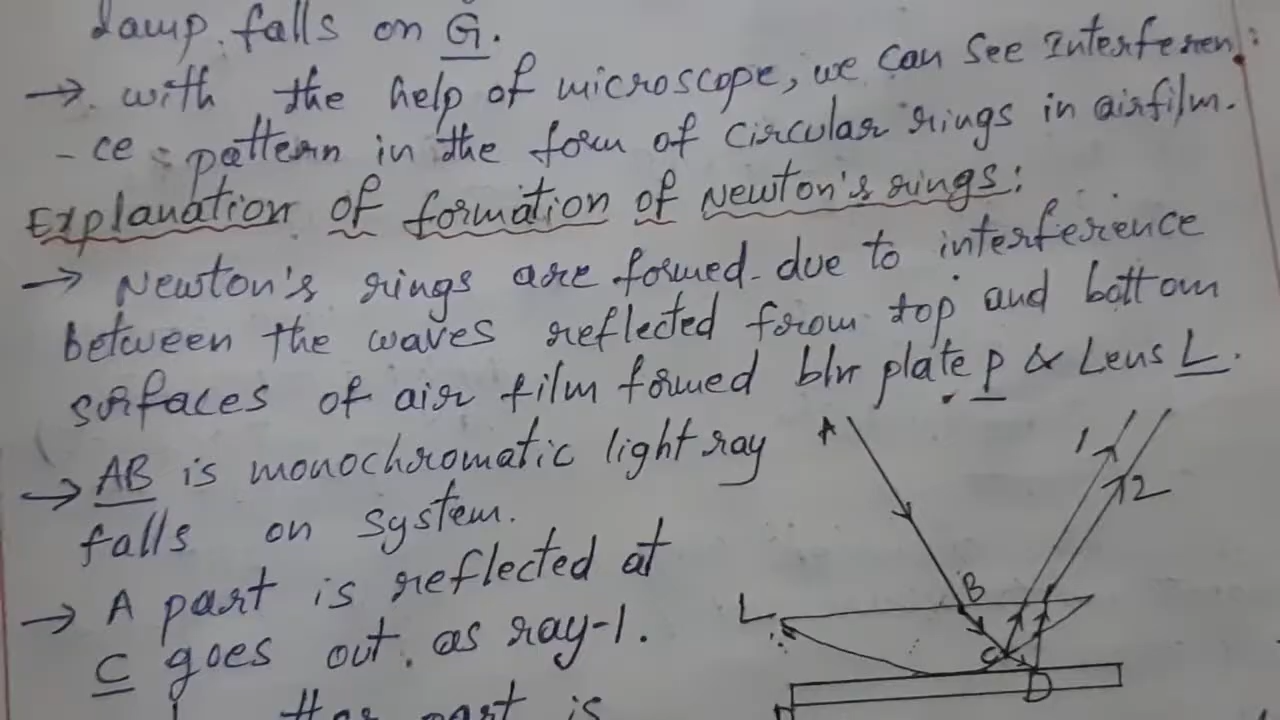 lamp falls on G.
→ with the help of microscope, we can see Interferen
- ce pattern in the form of circular rings in airfilm.
Explanation of formation of Newton's rings:
→ Newton's rings are formed due to interference
between the waves reflected from top and bottom
surfaces of air film formed b/w plate P & Lens L.
→ AB is monochromatic light ray
falls on system.
→ A part is reflected at
C goes out as ray-1.
part is
A
1
2
B
L
C
D